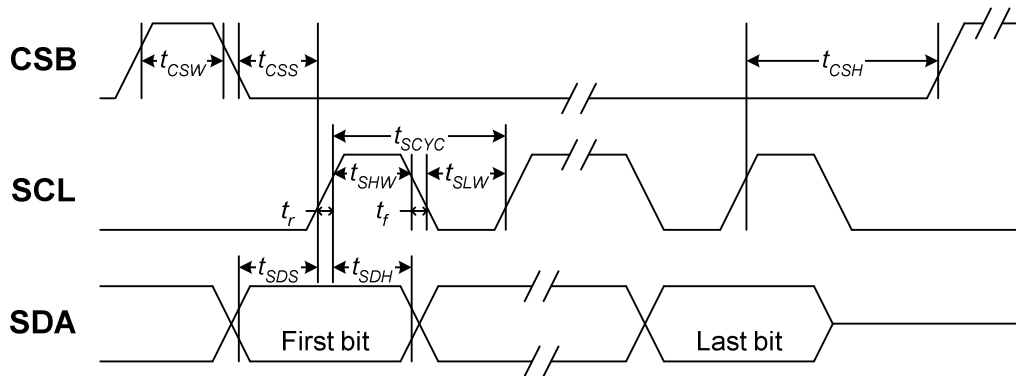 CSB
tCSW
tCSS
tCSH
tSCYC
SCL
tSHW
tSLW
tr
tf
tSDS
tSDH
SDA
First bit
Last bit